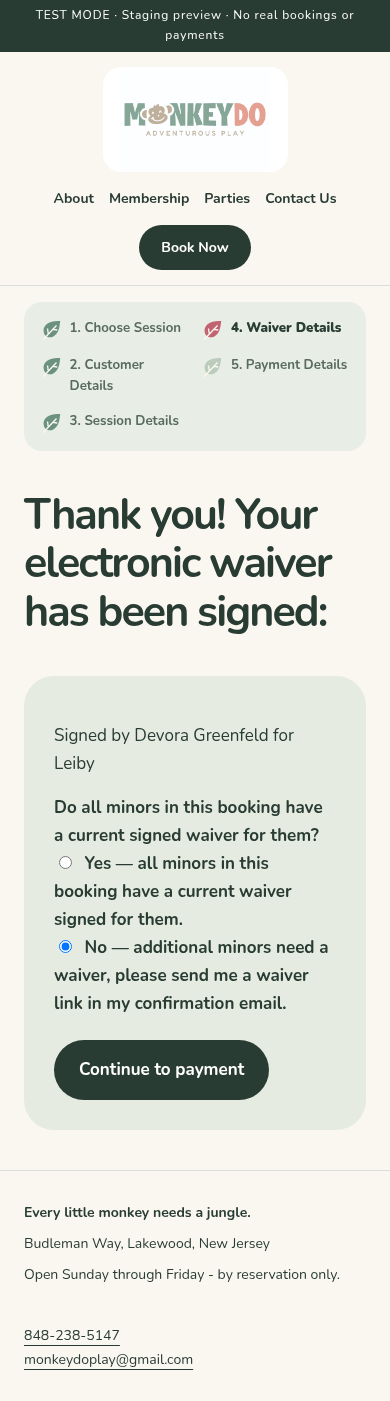 TEST MODE · Staging preview · No real bookings or
payments
MONKEYDO
ADVENTUROUS PLAY
About Membership Parties Contact Us
Book Now
1. Choose Session
2. Customer
Details
3. Session Details
4. Waiver Details
5. Payment Details
Thank you! Your
electronic waiver
has been signed:
Signed by Devora Greenfeld for
Leiby
Do all minors in this booking have
a current signed waiver for them?
Yes — all minors in this
booking have a current waiver
signed for them.
No — additional minors need a
waiver, please send me a waiver
link in my confirmation email.
Continue to payment
Every little monkey needs a jungle.
Budleman Way, Lakewood, New Jersey
Open Sunday through Friday - by reservation only.
848-238-5147
monkeydoplay@gmail.com